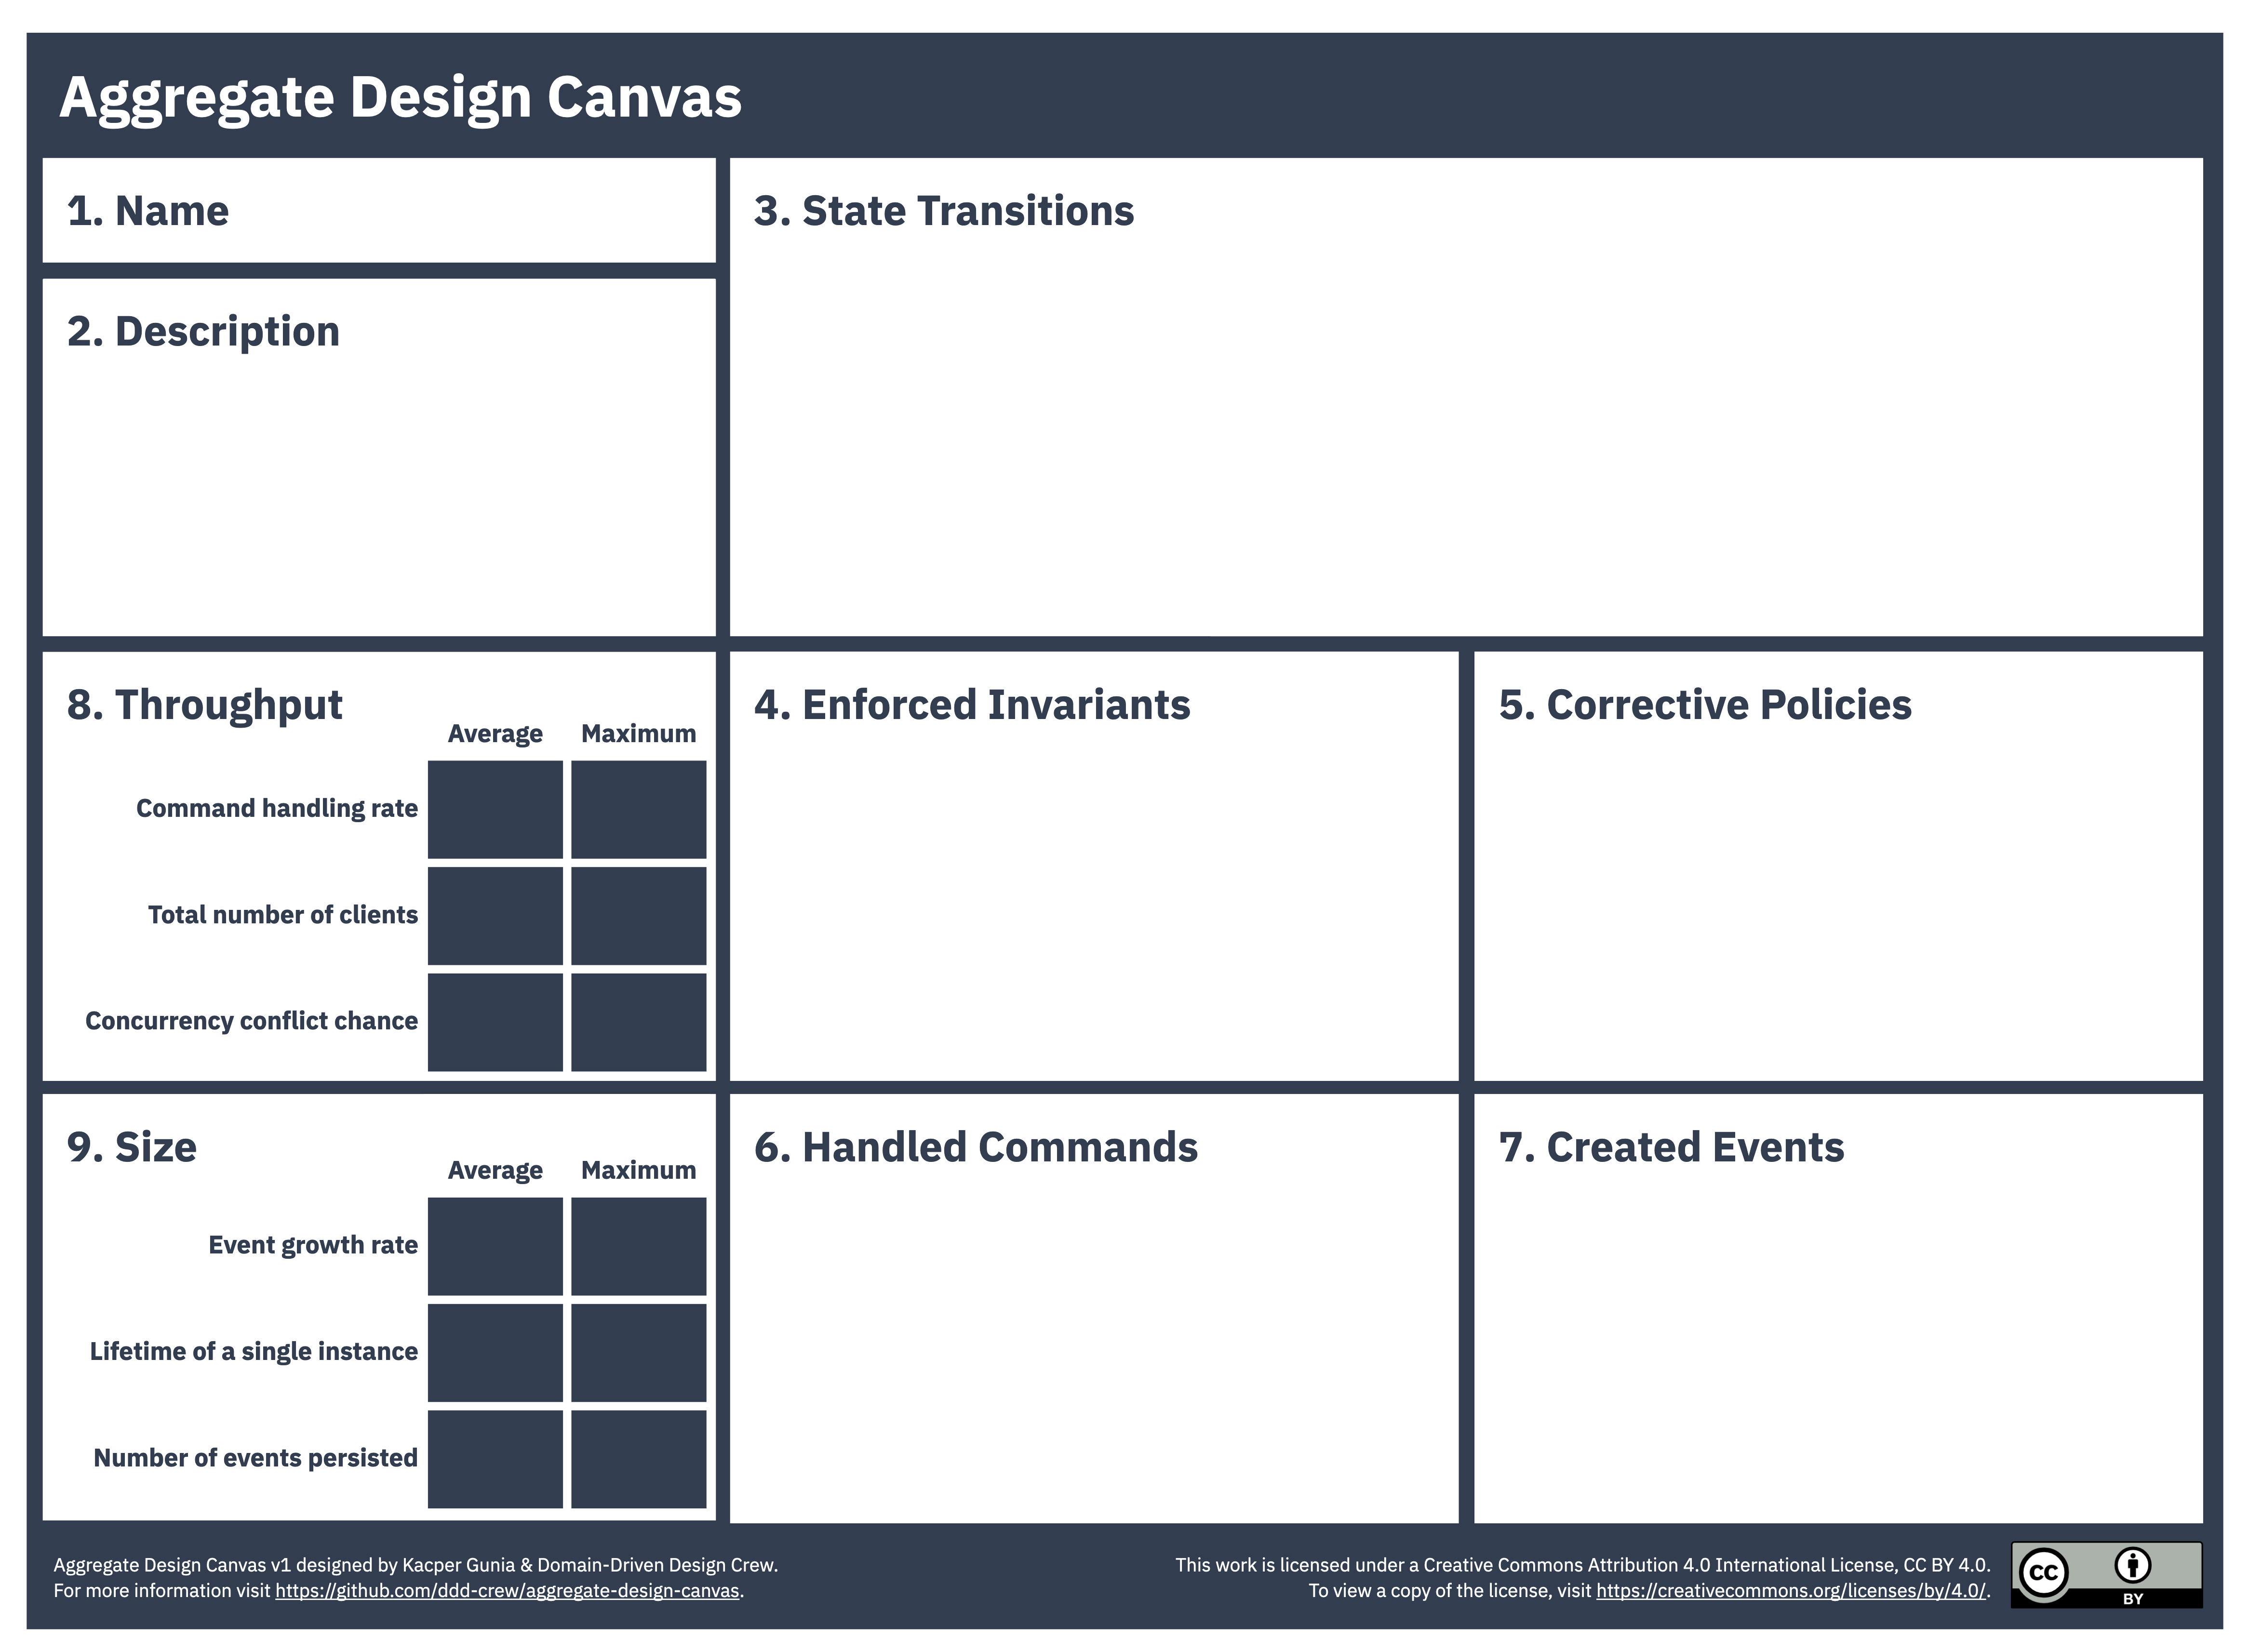 Aggregate Design Canvas
1. Name
2. Description
3. State Transitions
8. Throughput
Average Maximum
Command handling rate
Total number of clients
Concurrency conflict chance
4. Enforced Invariants
5. Corrective Policies
9. Size
Average Maximum
Event growth rate
Lifetime of a single instance
Number of events persisted
6. Handled Commands
7. Created Events
Aggregate Design Canvas v1 designed by Kacper Gunia & Domain-Driven Design Crew.
For more information visit https://github.com/ddd-crew/aggregate-design-canvas.
This work is licensed under a Creative Commons Attribution 4.0 International License, CC BY 4.0.
To view a copy of the license, visit https://creativecommons.org/licenses/by/4.0/.
CC
BY